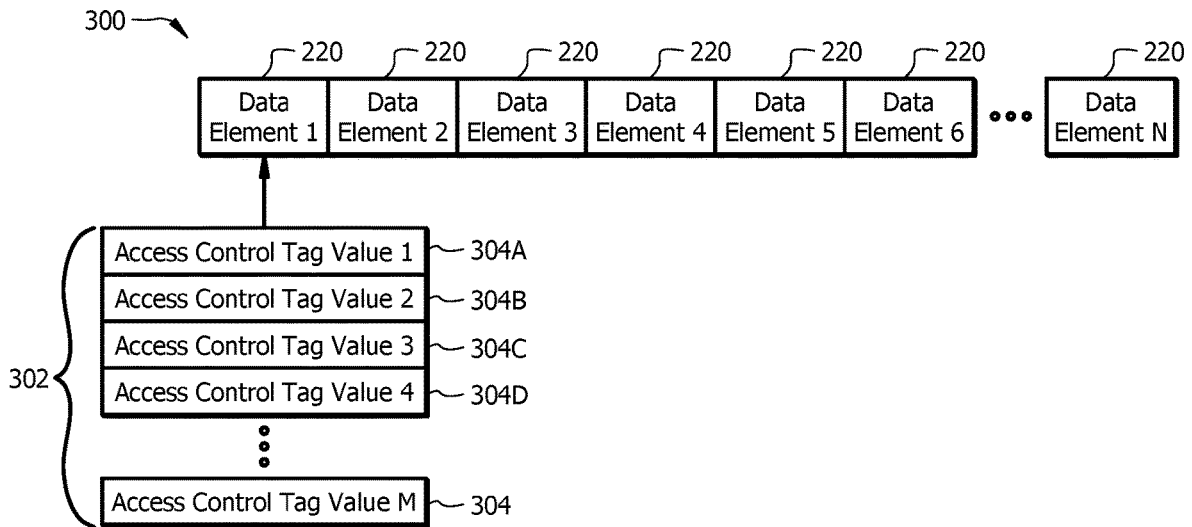 300
220 220 220 220 220 220 220
Data Element 1 Data Element 2 Data Element 3 Data Element 4 Data Element 5 Data Element 6 Data Element N
Access Control Tag Value 1 304A
Access Control Tag Value 2 304B
Access Control Tag Value 3 304C
302
Access Control Tag Value 4 304D
Access Control Tag Value M 304